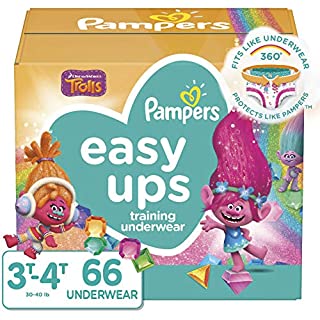 Pampers
DREAMWORKS
Trolls
FITS LIKE UNDERWEAR
360°
PROTECTS LIKE PAMPERS™
Pampers
easy
ups
training
underwear
3T-4T
30-40 lb
66
UNDERWEAR